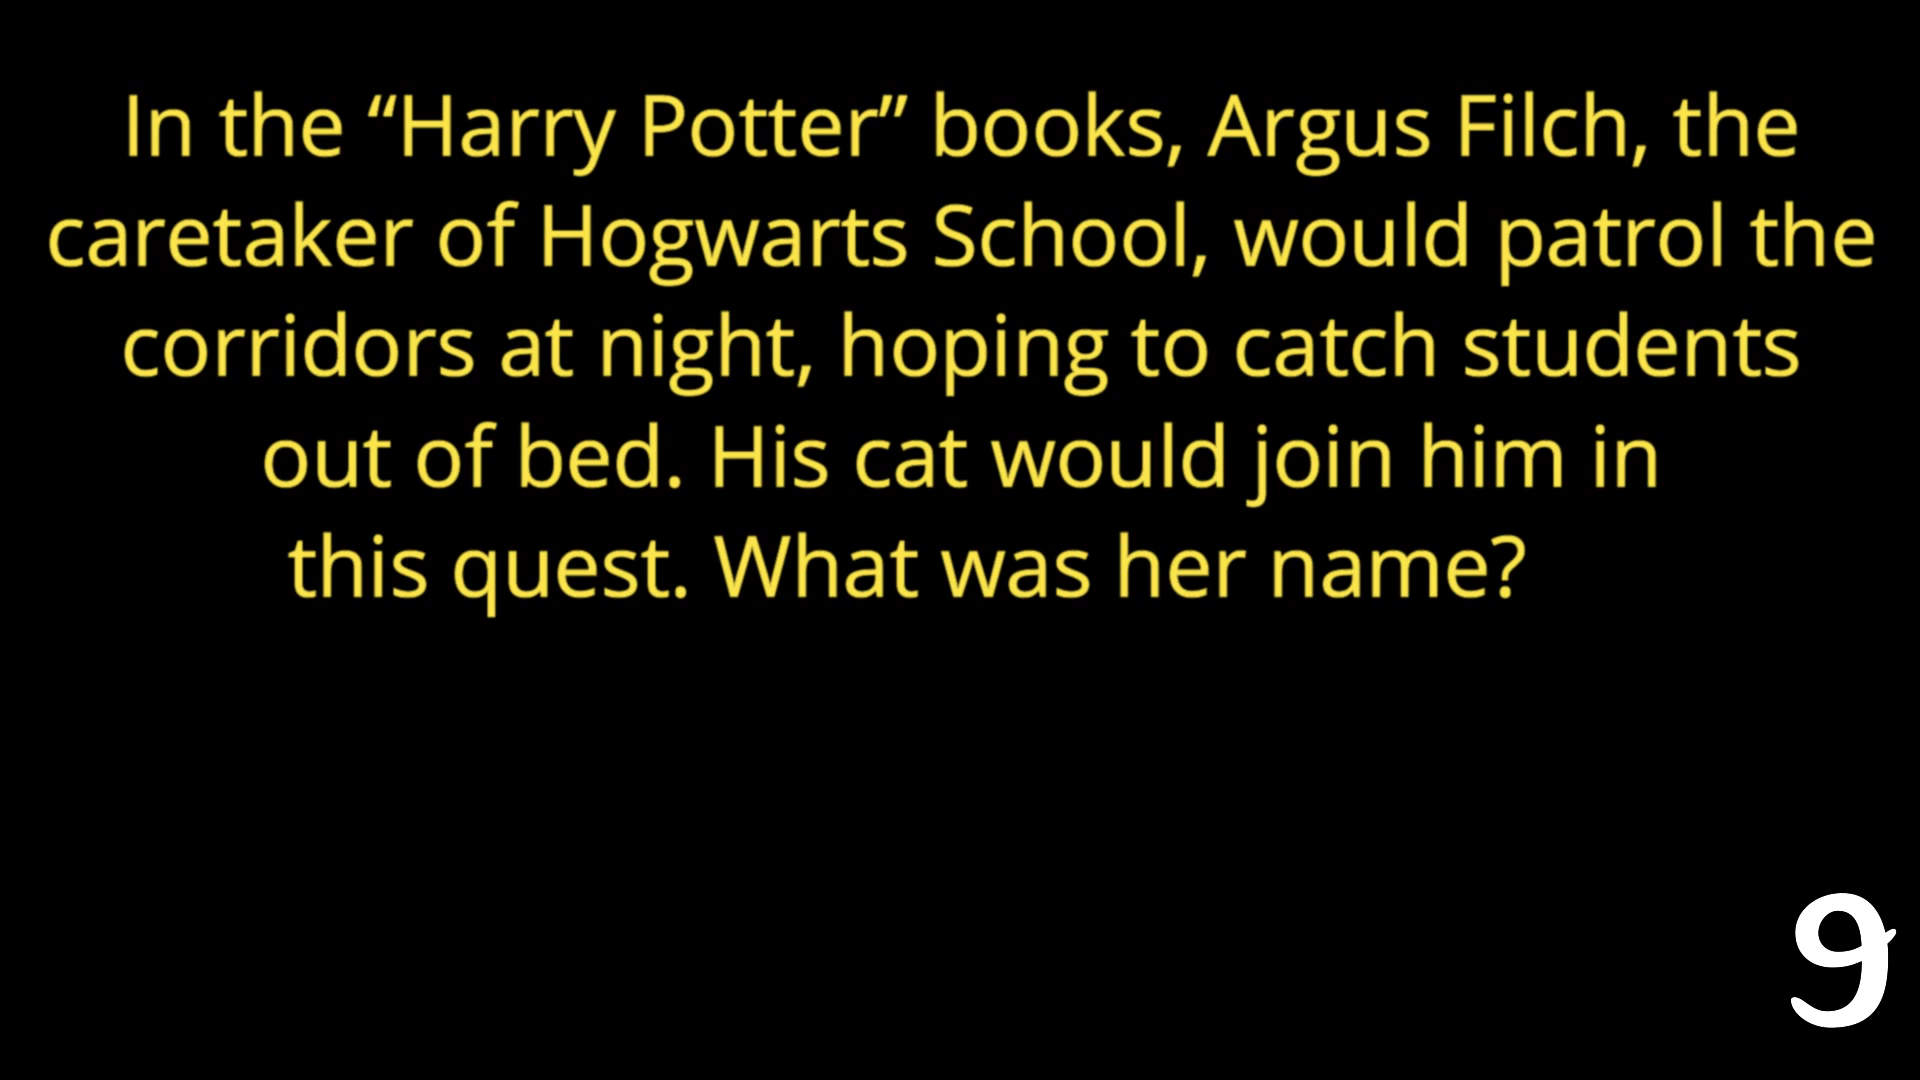 In the “Harry Potter” books, Argus Filch, the
caretaker of Hogwarts School, would patrol the
corridors at night, hoping to catch students
out of bed. His cat would join him in
this quest. What was her name?
9